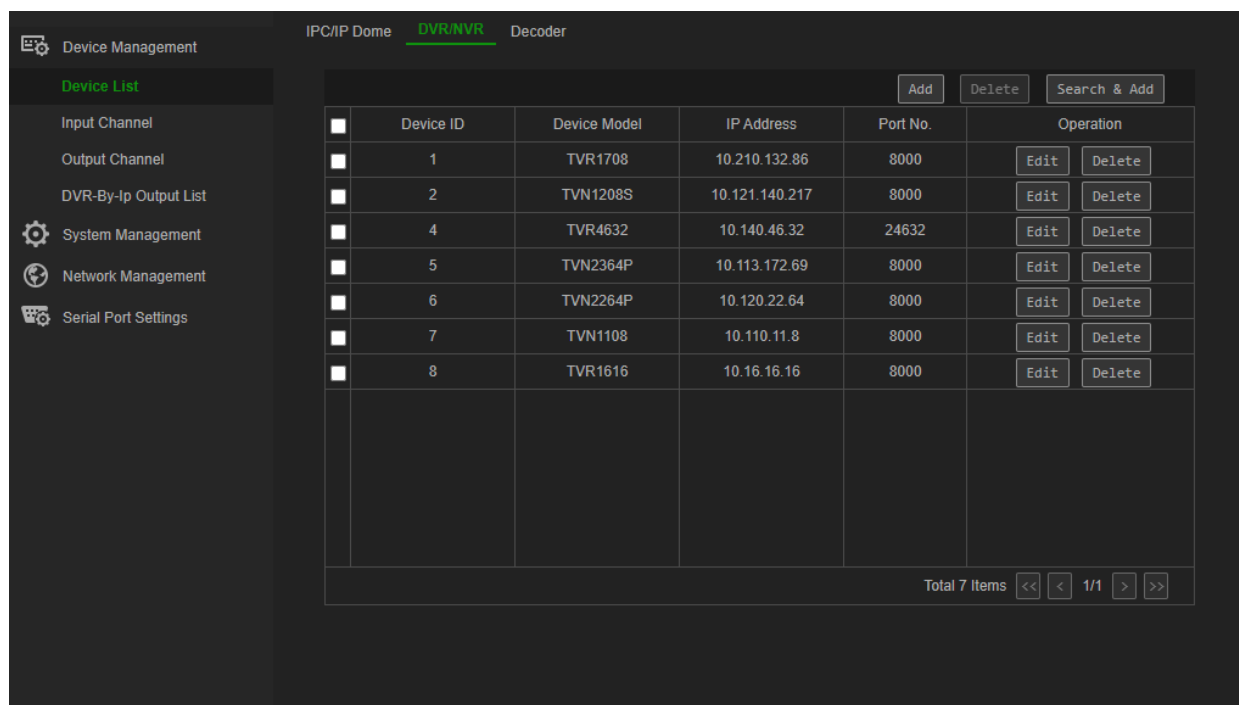 IPC/IP Dome DVR/NVR Decoder
Device Management
Device List
Input Channel
Output Channel
DVR-By-Ip Output List
System Management
Network Management
Serial Port Settings
Add Delete Search & Add
Device ID Device Model IP Address Port No. Operation
1 TVR1708 10.210.132.86 8000 Edit Delete
2 TVN1208S 10.121.140.217 8000 Edit Delete
4 TVR4632 10.140.46.32 24632 Edit Delete
5 TVN2364P 10.113.172.69 8000 Edit Delete
6 TVN2264P 10.120.22.64 8000 Edit Delete
7 TVN1108 10.110.11.8 8000 Edit Delete
8 TVR1616 10.16.16.16 8000 Edit Delete
Total 7 Items << < 1/1 > >>